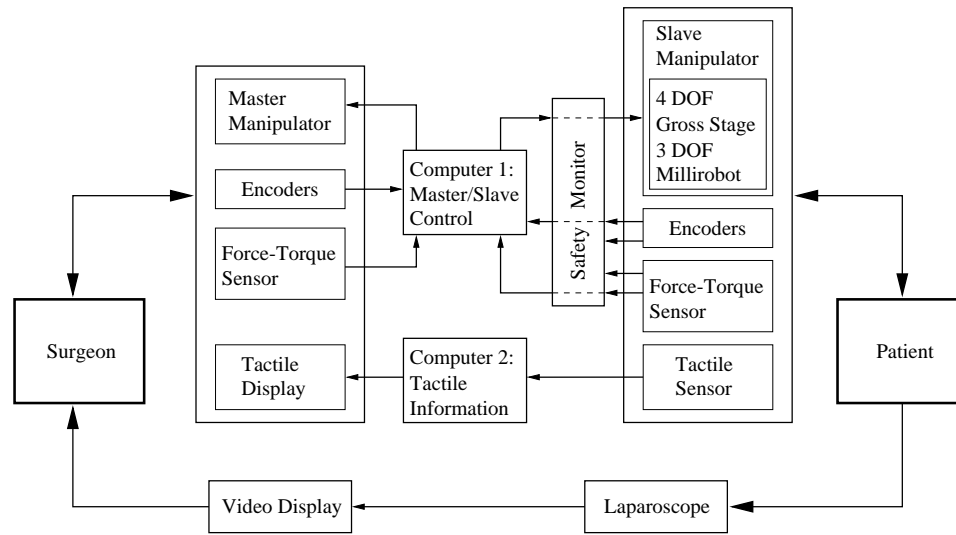 Slave
Manipulator
4 DOF
Gross Stage
3 DOF
Millirobot
Master
Manipulator
Computer 1:
Master/Slave
Control
Safety Monitor
Encoders
Encoders
Force-Torque
Sensor
Force-Torque
Sensor
Surgeon
Patient
Tactile
Display
Computer 2:
Tactile
Information
Tactile
Sensor
Video Display
Laparoscope